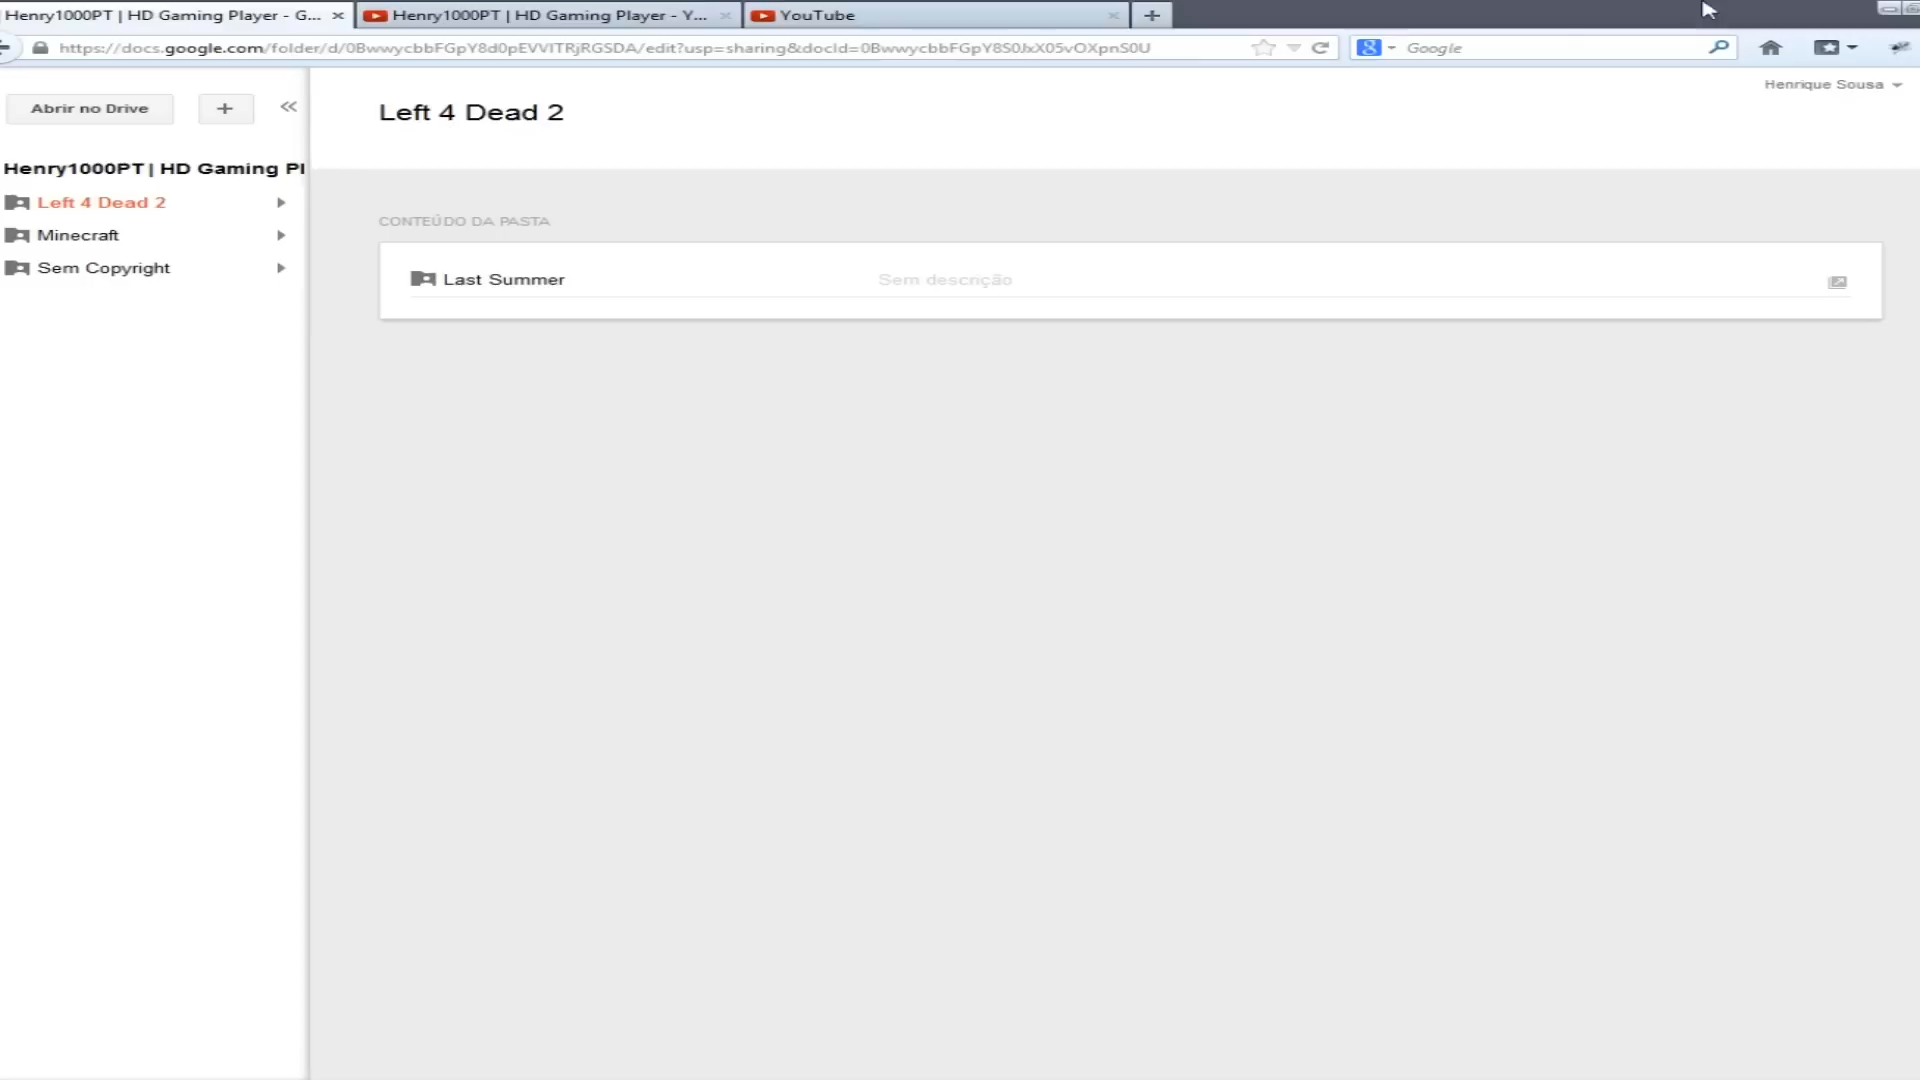 Henry1000PT | HD Gaming Player - G...
Henry1000PT | HD Gaming Player - Y...
YouTube
https://docs.google.com/folder/d/0BwwycbbFGpY8d0pEVVlTRjRGSDA/edit?usp=sharing&docId=0BwwycbbFGpY8S0JxX05vOXpnS0U
Google
Henrique Sousa
Abrir no Drive
Left 4 Dead 2
Henry1000PT | HD Gaming Pl
Left 4 Dead 2
Minecraft
Sem Copyright
CONTEÚDO DA PASTA
Last Summer
Sem descrição